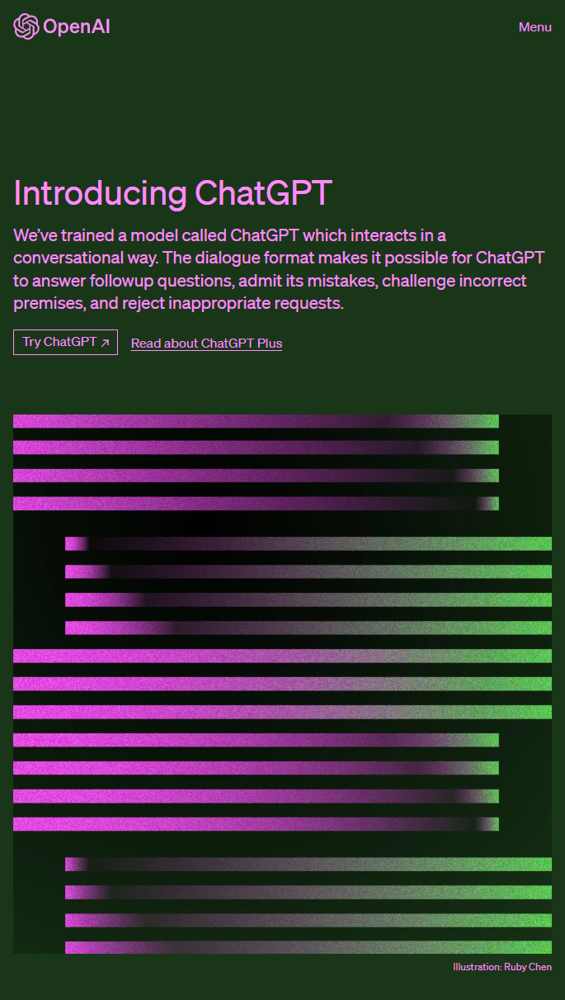 OpenAI
Menu
Introducing ChatGPT
We’ve trained a model called ChatGPT which interacts in a
conversational way. The dialogue format makes it possible for ChatGPT
to answer followup questions, admit its mistakes, challenge incorrect
premises, and reject inappropriate requests.
Try ChatGPT ↗
Read about ChatGPT Plus
Illustration: Ruby Chen